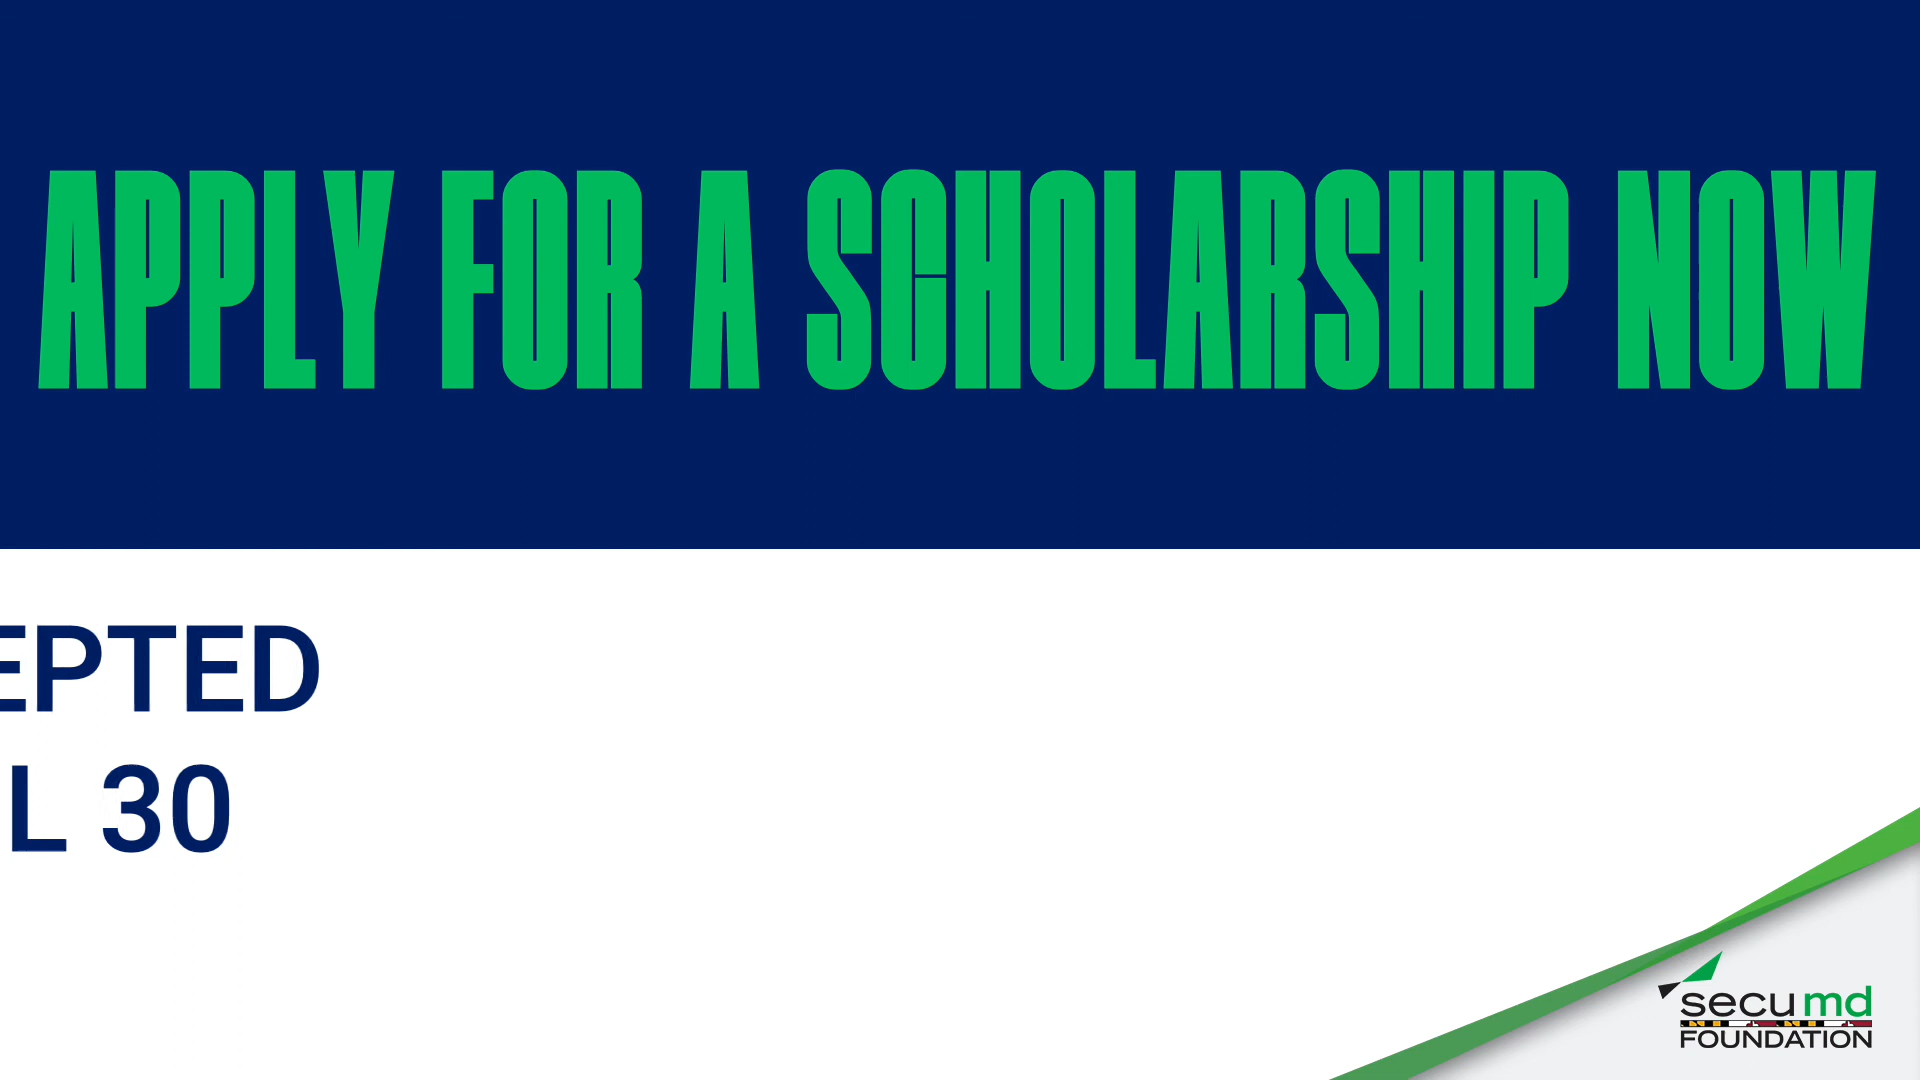 APPLY FOR A SCHOLARSHIP NOW
EPTED
L 30
secu md
FOUNDATION